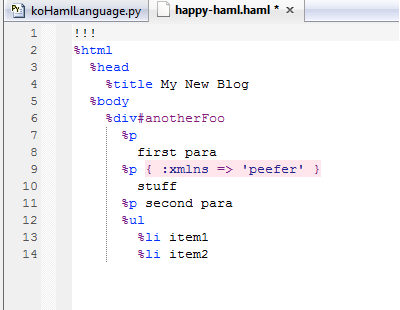 koHamlLanguage.py happy-haml.haml * ×
1 !!!
2 %html
3 %head
4 %title My New Blog
5 %body
6 %div#anotherFoo
7 %p
8 first para
9 %p { :xmlns => 'peefer' }
10 stuff
11 %p second para
12 %ul
13 %li item1
14 %li item2